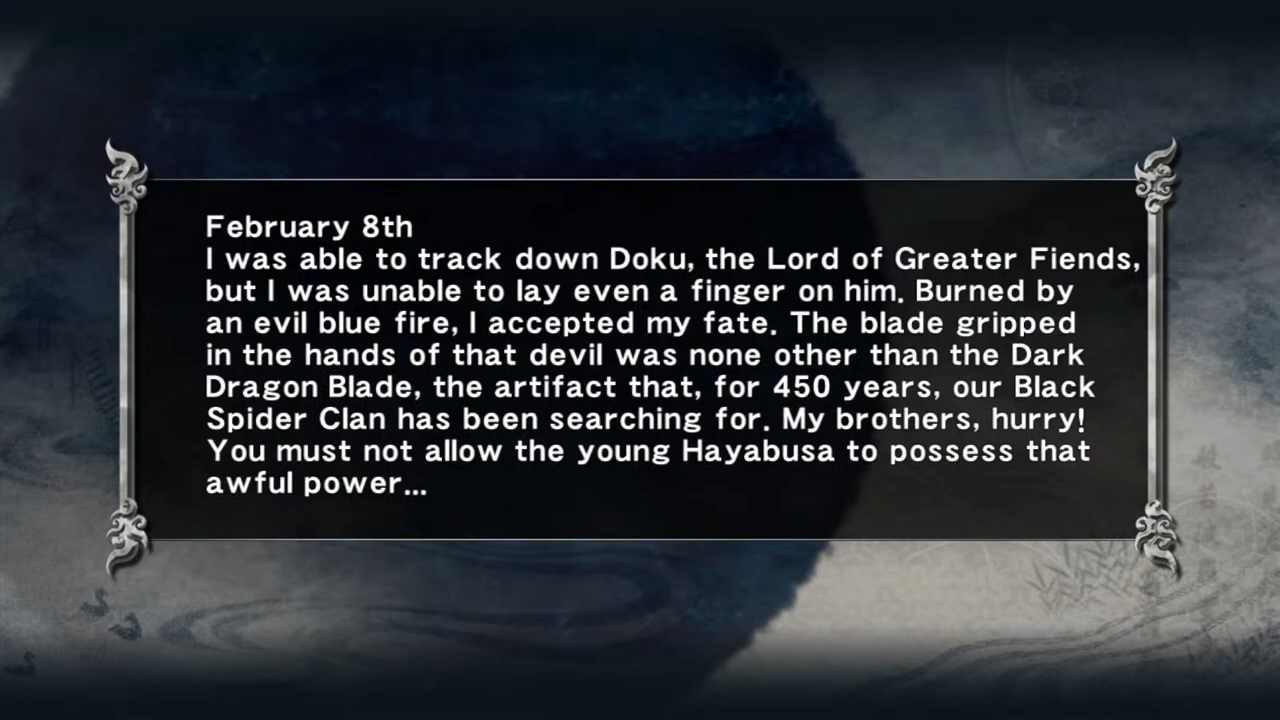 February 8th
I was able to track down Doku, the Lord of Greater Fiends,
but I was unable to lay even a finger on him. Burned by
an evil blue fire, I accepted my fate. The blade gripped
in the hands of that devil was none other than the Dark
Dragon Blade, the artifact that, for 450 years, our Black
Spider Clan has been searching for. My brothers, hurry!
You must not allow the young Hayabusa to possess that
awful power...